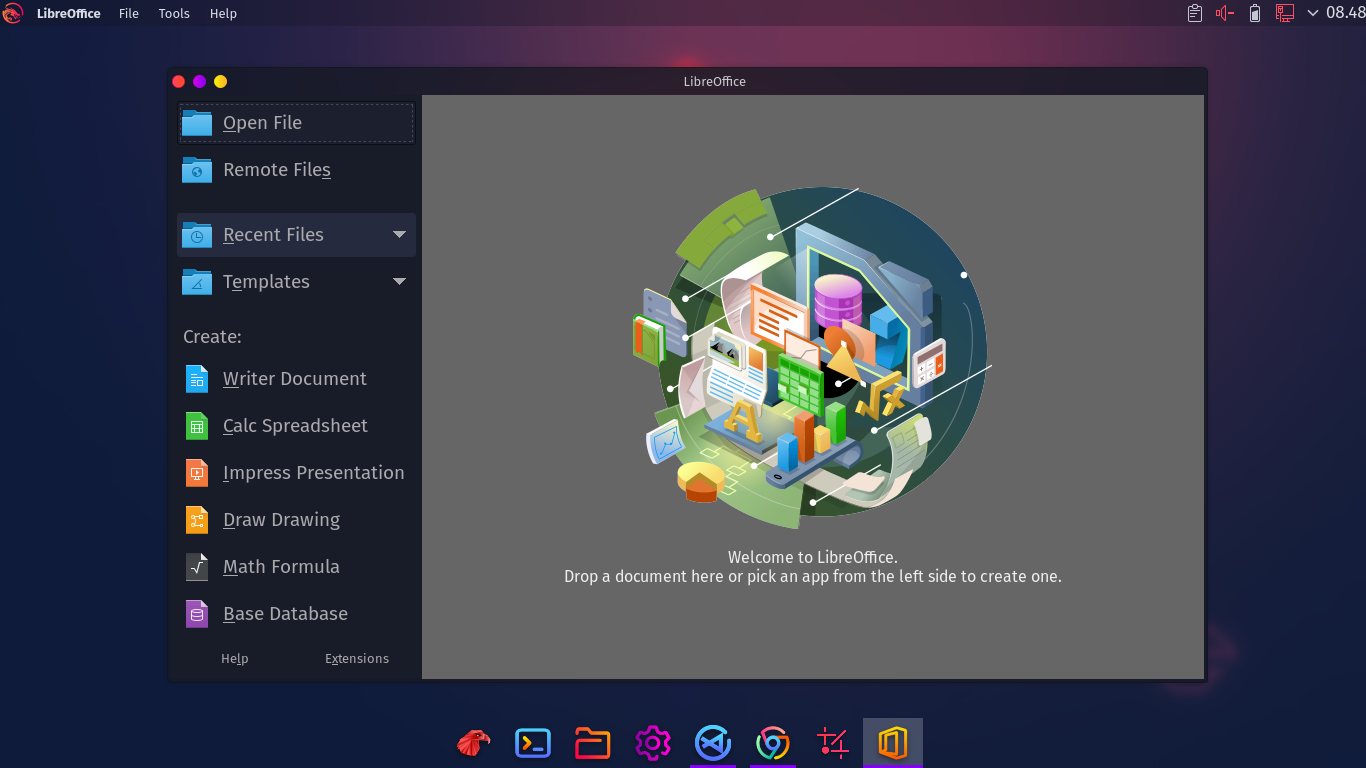 LibreOffice File Tools Help 08.48
LibreOffice
Open File
Remote Files
Recent Files
Templates
Create:
Writer Document
Calc Spreadsheet
Impress Presentation
Draw Drawing
Math Formula
Base Database
Help Extensions
Welcome to LibreOffice.
Drop a document here or pick an app from the left side to create one.